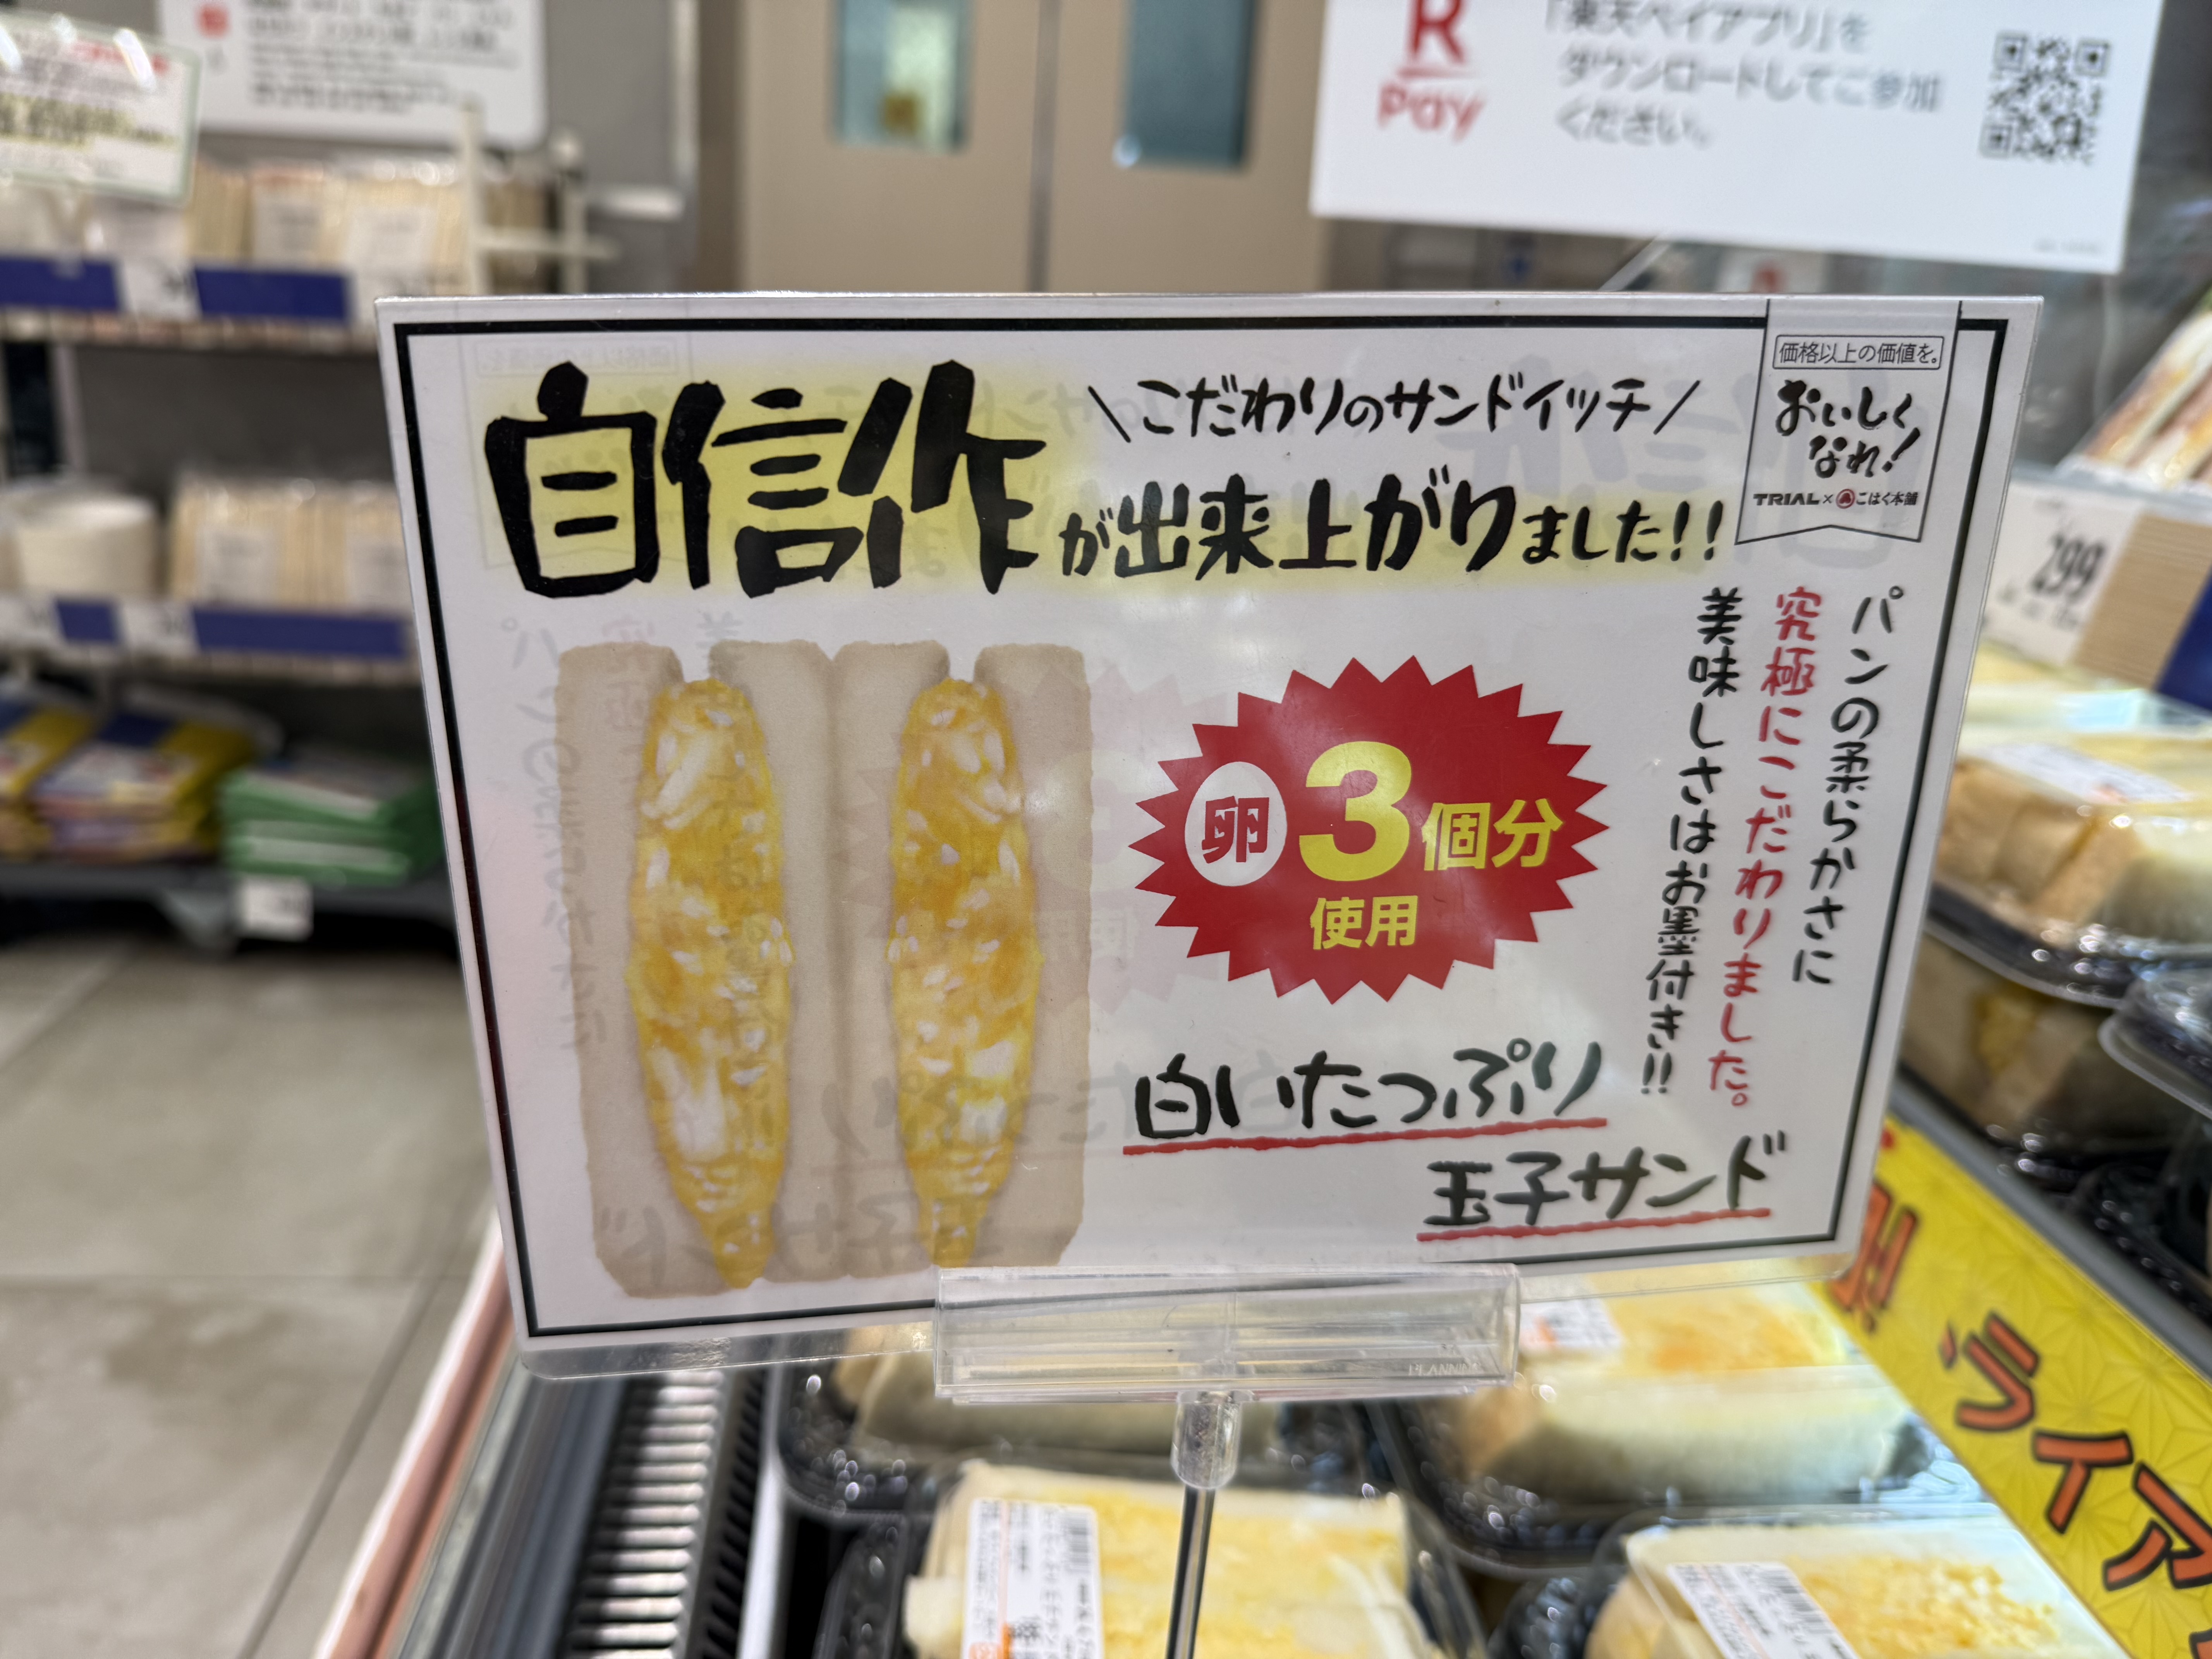 R
Pay
「楽天ペイアプリ」を
ダウンロードしてご参加
ください。
自信作
\こだわりのサンドイッチ/
が出来上がりました!!
価格以上の価値を。
おいしく
なれ!
TRIAL×こはく本舗
パンの柔らかさに
究極にこだわりました。
美味しさはお墨付き!!
卵3個分
使用
白いたっぷり
玉子サンド
299
PLANNING
ライア